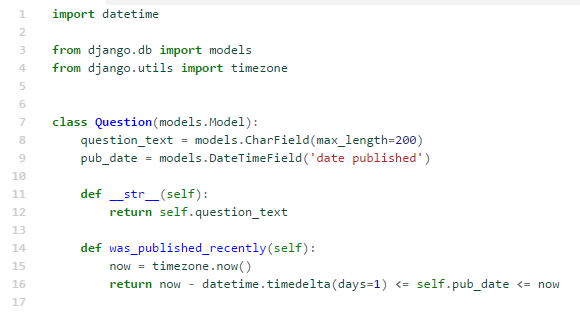 1 import datetime
2
3 from django.db import models
4 from django.utils import timezone
5
6
7 class Question(models.Model):
8     question_text = models.CharField(max_length=200)
9     pub_date = models.DateTimeField('date published')
10
11     def __str__(self):
12         return self.question_text
13
14     def was_published_recently(self):
15         now = timezone.now()
16         return now - datetime.timedelta(days=1) <= self.pub_date <= now
17